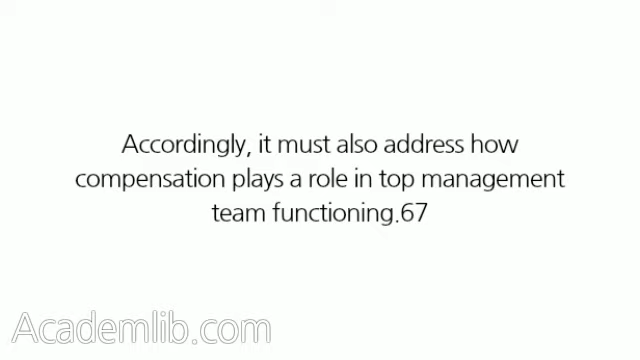 Accordingly, it must also address how
compensation plays a role in top management
team functioning.67
Academlib.com